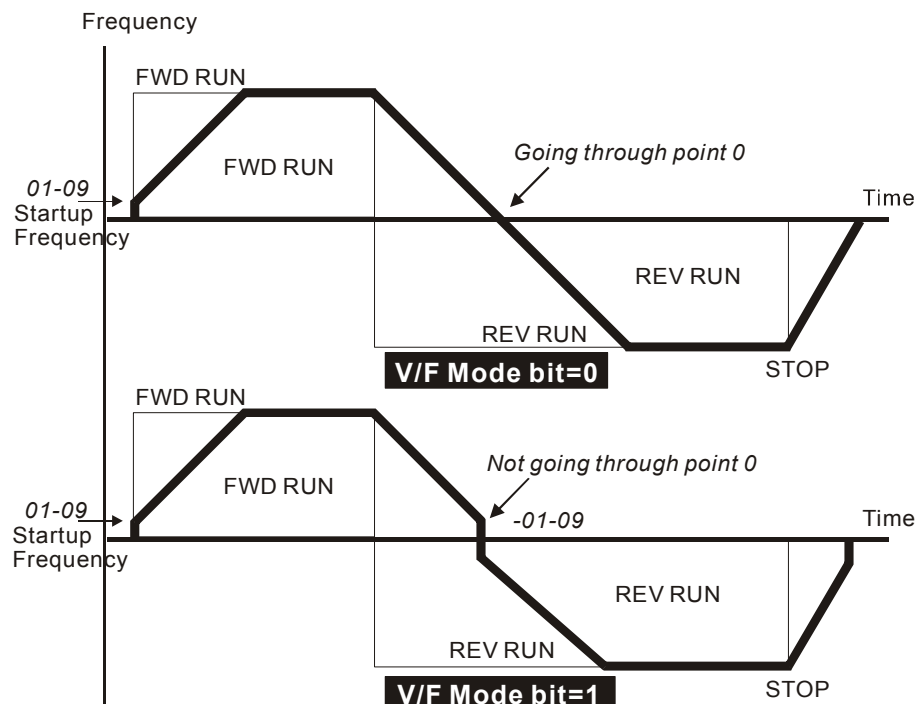 Frequency
FWD RUN
FWD RUN
Going through point 0
01-09
Startup
Frequency
Time
REV RUN
REV RUN
V/F Mode bit=0
STOP
FWD RUN
FWD RUN
Not going through point 0
01-09
Startup
Frequency
-01-09
Time
REV RUN
REV RUN
V/F Mode bit=1
STOP